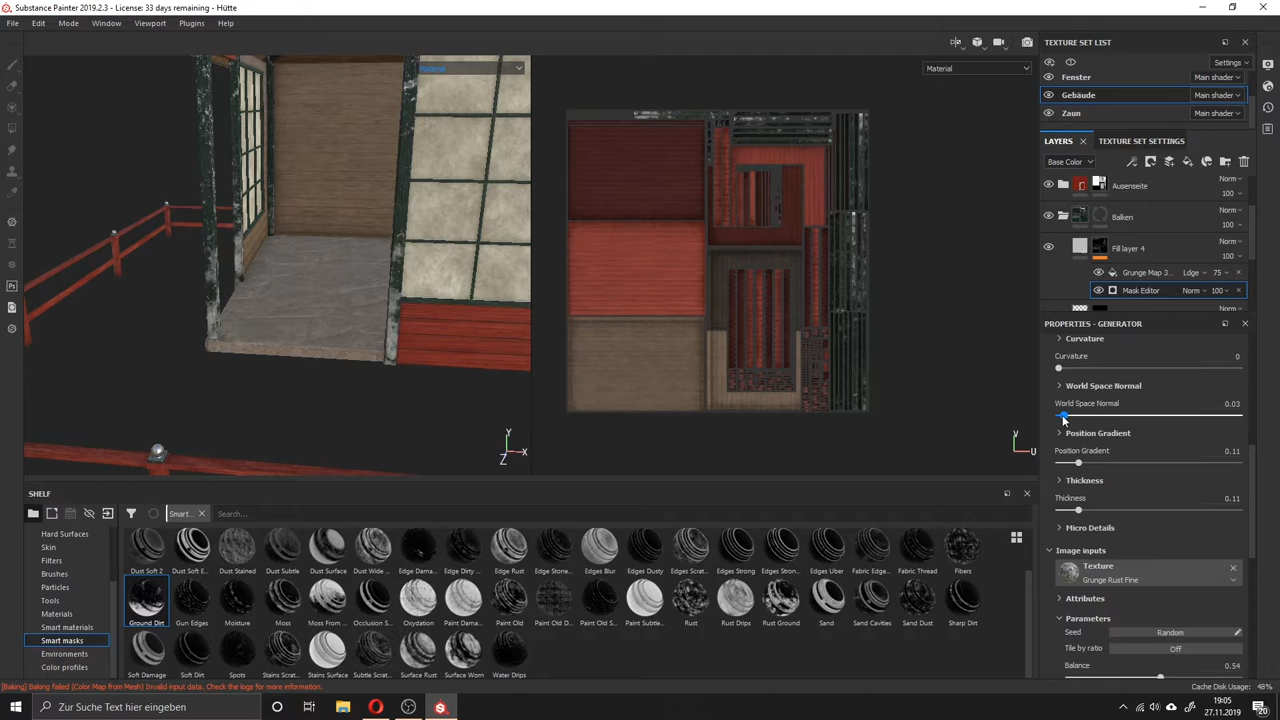 Substance Painter 2019.2.3 - License: 33 days remaining - Hütte
File Edit Mode Window Viewport Plugins Help
Material
Material
TEXTURE SET LIST
Settings
Fenster Main shader
Gebäude Main shader
Zaun Main shader
LAYERS TEXTURE SET SETTINGS
Base Color
Ausenseite Norm 100
Balken Norm 100
Fill layer 4 Norm 100
Grunge Map 3... Ldge 75
Mask Editor Norm 100
PROPERTIES - GENERATOR
Curvature
Curvature 0
World Space Normal
World Space Normal 0.03
Position Gradient
Position Gradient 0.11
Thickness
Thickness 0.11
Micro Details
Image inputs
Texture
Grunge Rust Fine
Attributes
Parameters
Seed Random
Tile by ratio Off
Balance 0.54
Y
X
Z
V
U
SHELF
Smart... Search...
Hard Surfaces
Skin
Filters
Brushes
Particles
Tools
Materials
Smart materials
Smart masks
Environments
Color profiles
Dust Soft 2 Dust Soft E... Dust Stained Dust Subtle Dust Surface Dust Wide... Edge Dama... Edge Dirty ... Edge Rust Edge Stone... Edges Blur Edges Dusty Edges Scrat... Edges Strong Edges Stron... Edges Uber Fabric Edge... Fabric Thread Fibers
Ground Dirt Gun Edges Moisture Moss Moss From ... Occlusion S... Oxydation Paint Dama... Paint Old Paint Old D... Paint Old S... Paint Subtle... Rust Rust Drips Rust Ground Sand Sand Cavities Sand Dust Sharp Dirt
Soft Damage Soft Dirt Spots Stains Scrat... Stains Surface Subtle Scrat... Surface Rust Surface Worn Water Drips
[Baking] Baking failed (Color Map from Mesh) Invalid input data. Check the logs for more information.
Cache Disk Usage: 48%
Zur Suche Text hier eingeben
19:05
27.11.2019
20